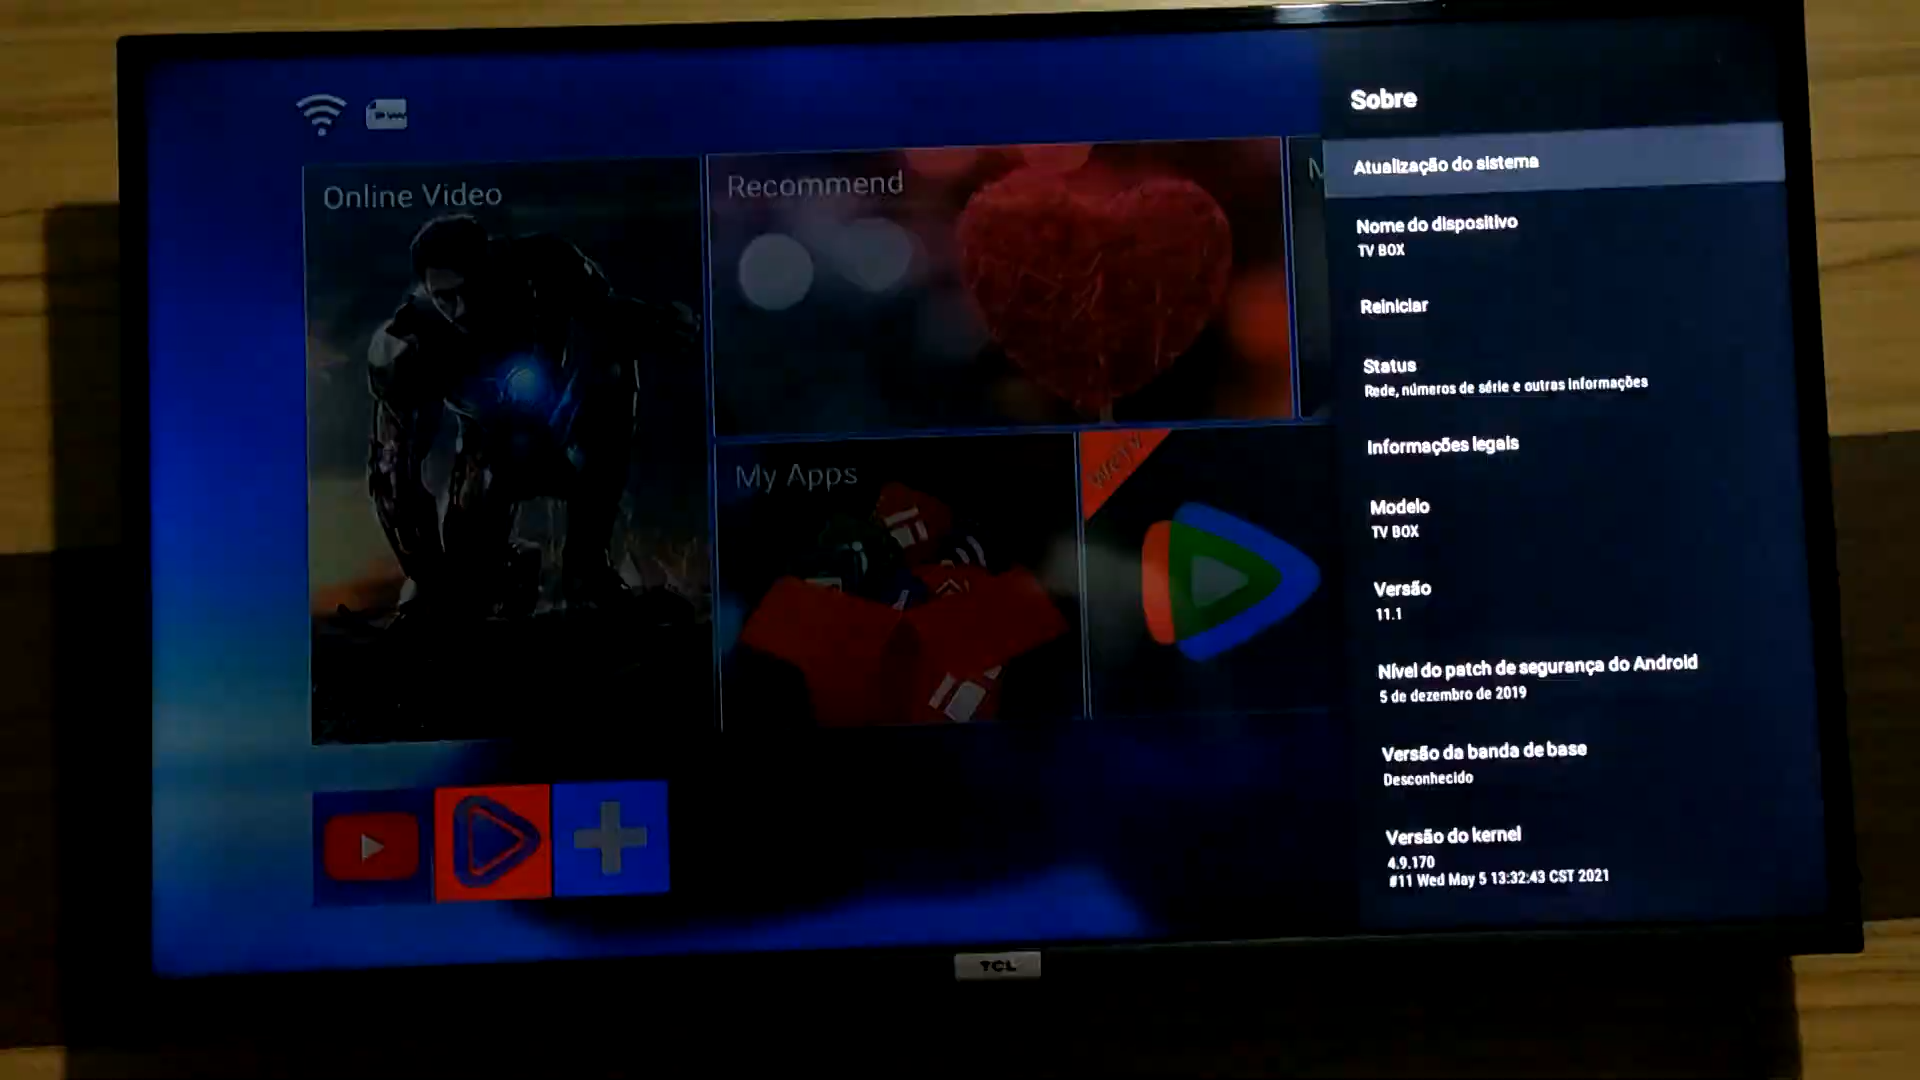 Online Video
Recommend
My Apps
TCL
Sobre
Atualização do sistema
Nome do dispositivo
TV BOX
Reiniciar
Status
Rede, números de série e outras informações
Informações legais
Modelo
TV BOX
Versão
11.1
Nível do patch de segurança do Android
5 de dezembro de 2019
Versão da banda de base
Desconhecido
Versão do kernel
4.9.170
#11 Wed May 5 13:32:43 CST 2021